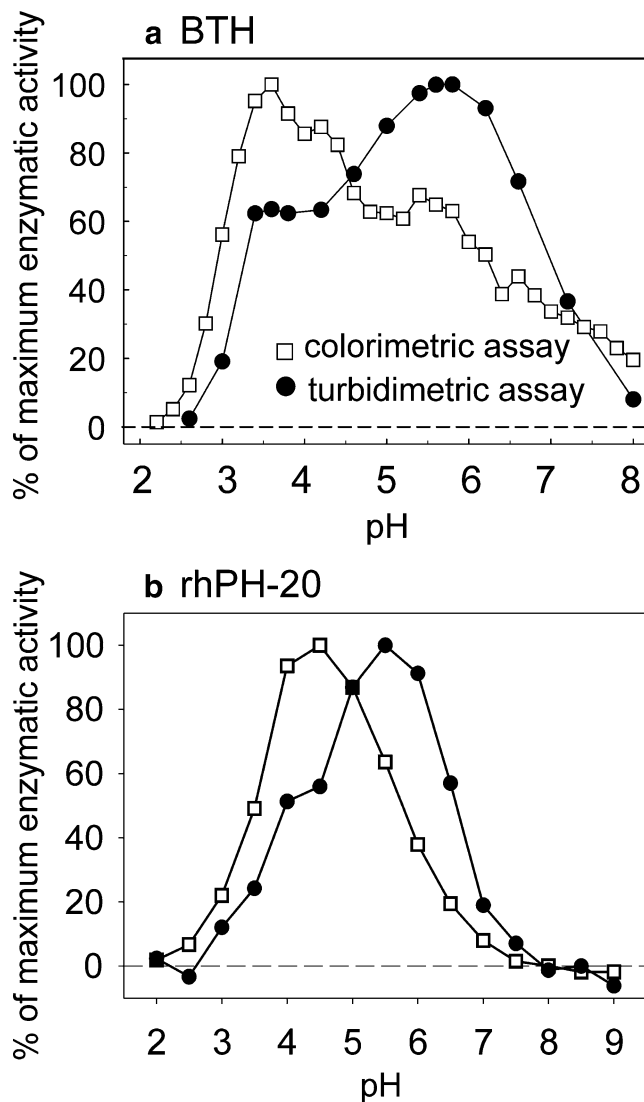 a BTH
% of maximum enzymatic activity
100
80
60
40
20
0
□ colorimetric assay
● turbidimetric assay
2 3 4 5 6 7 8
pH
b rhPH-20
% of maximum enzymatic activity
100
80
60
40
20
0
2 3 4 5 6 7 8 9
pH